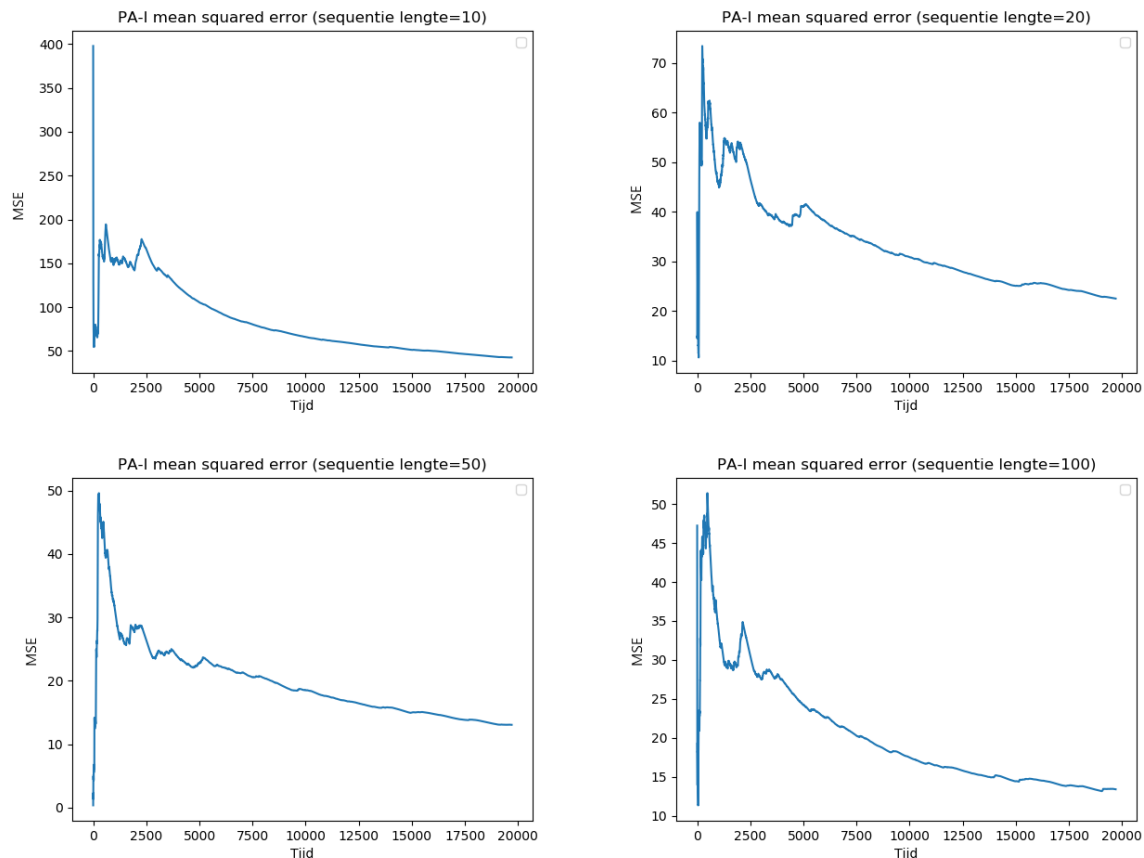 PA-I mean squared error (sequentie lengte=10)
400
350
300
250
200
150
100
50
MSE
0 2500 5000 7500 10000 12500 15000 17500 20000
Tijd
PA-I mean squared error (sequentie lengte=20)
70
60
50
40
30
20
10
MSE
0 2500 5000 7500 10000 12500 15000 17500 20000
Tijd
PA-I mean squared error (sequentie lengte=50)
50
40
30
20
10
0
MSE
0 2500 5000 7500 10000 12500 15000 17500 20000
Tijd
PA-I mean squared error (sequentie lengte=100)
50
45
40
35
30
25
20
15
10
MSE
0 2500 5000 7500 10000 12500 15000 17500 20000
Tijd